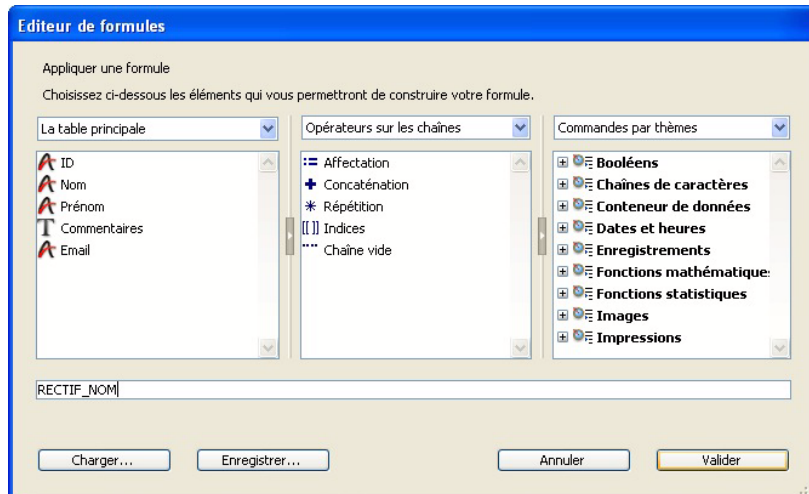 Editeur de formules
Appliquer une formule
Choisissez ci-dessous les éléments qui vous permettront de construire votre formule.
La table principale
Opérateurs sur les chaînes
Commandes par thèmes
ID
Nom
Prénom
Commentaires
Email
Affectation
Concaténation
Répétition
Indices
Chaîne vide
Booléens
Chaînes de caractères
Conteneur de données
Dates et heures
Enregistrements
Fonctions mathématique
Fonctions statistiques
Images
Impressions
RECTIF_NOM
Charger...
Enregistrer...
Annuler
Valider